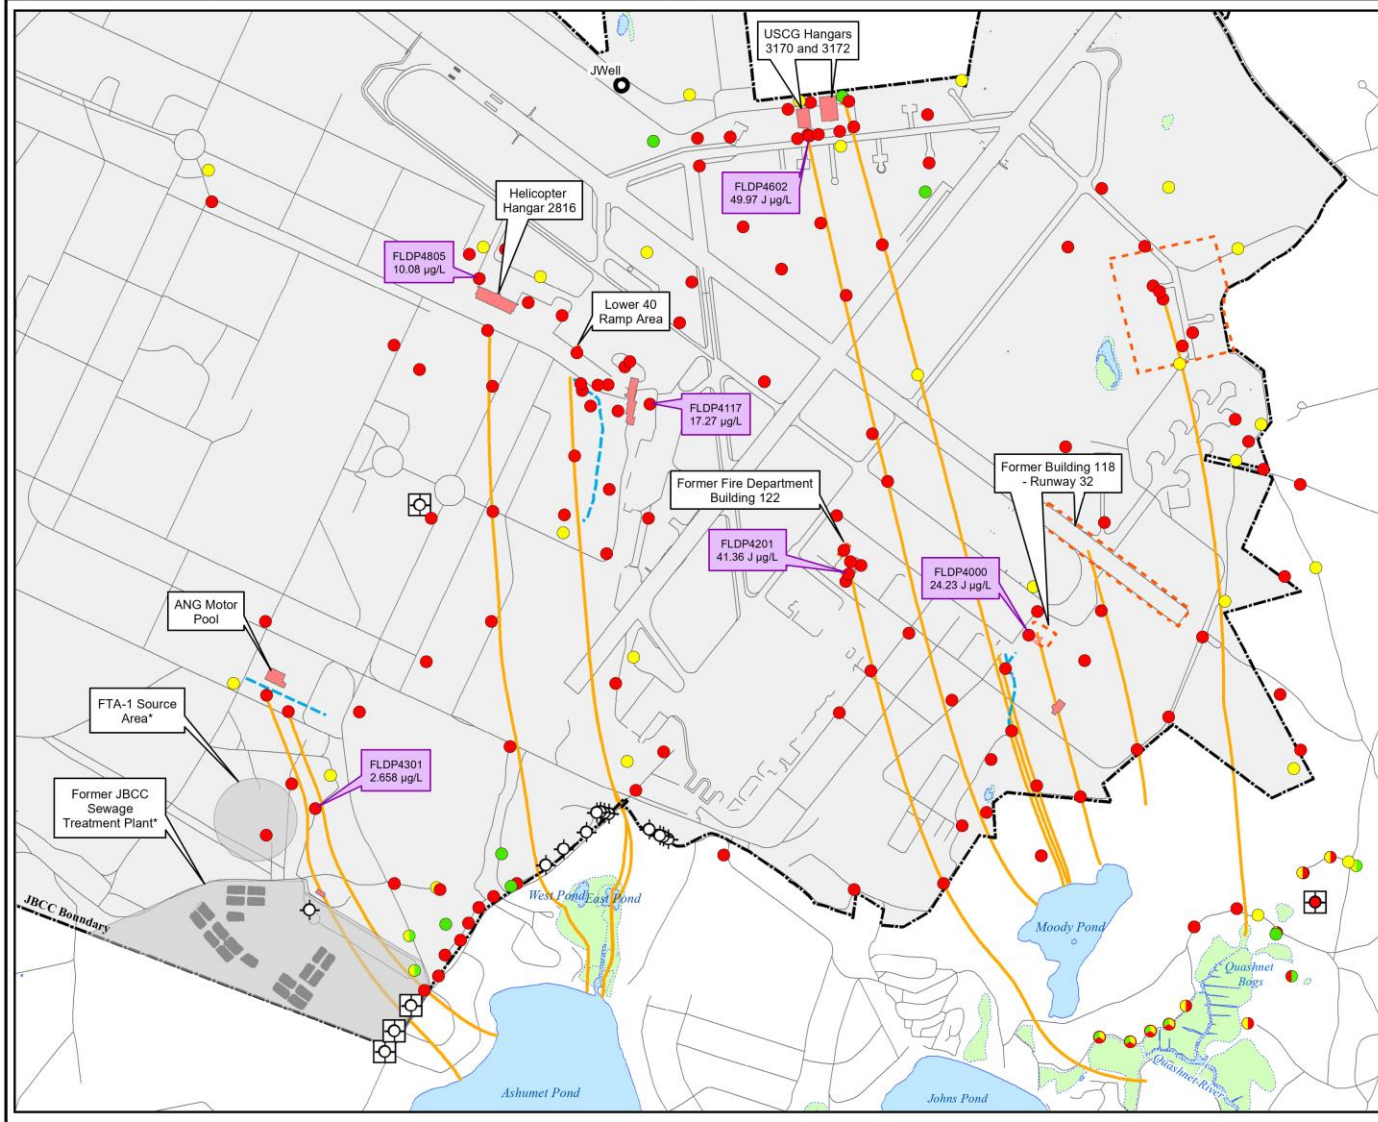 USCG Hangars
3170 and 3172
JWell
FLDP4602
49.97 J µg/L
Helicopter
Hangar 2816
FLDP4805
10.08 µg/L
Lower 40
Ramp Area
FLDP4117
17.27 µg/L
Former Fire Department
Building 122
Former Building 118
- Runway 32
FLDP4201
41.36 J µg/L
FLDP4000
24.23 J µg/L
ANG Motor
Pool
FTA-1 Source
Area*
FLDP4301
2.658 µg/L
Former JBCC
Sewage
Treatment Plant*
JBCC Boundary
West Pond
East Pond
Moody Pond
Quashnet
Bogs
Quashnet River
Ashumet Pond
Johns Pond